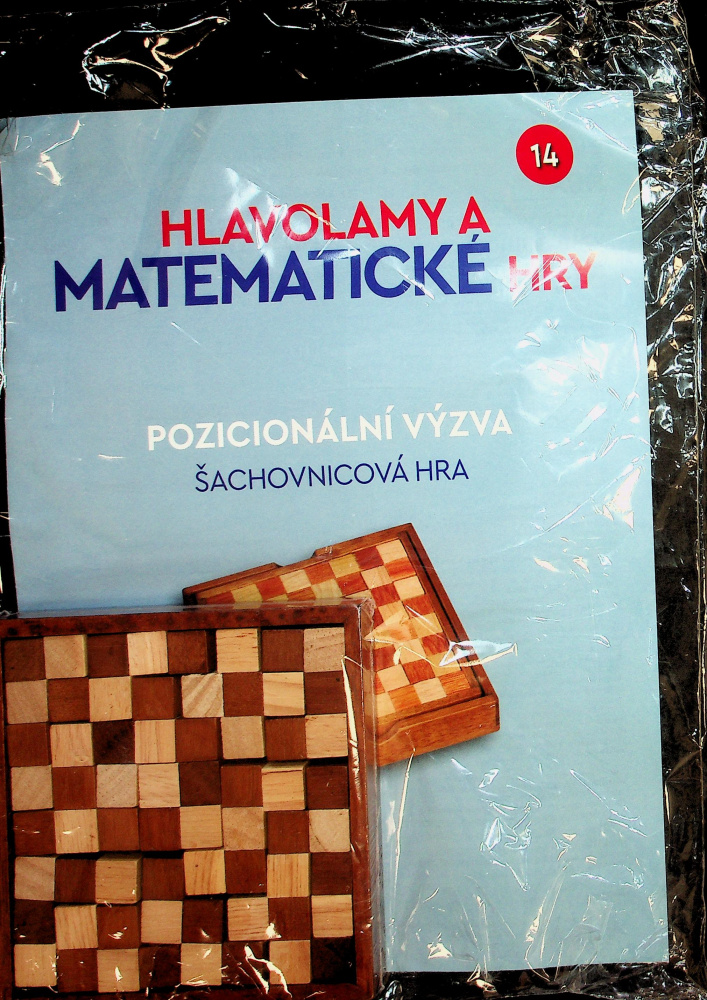 14
HLAVOLAMY A
MATEMATICKÉ HRY
POZICIONÁLNÍ VÝZVA
ŠACHOVNICOVÁ HRA